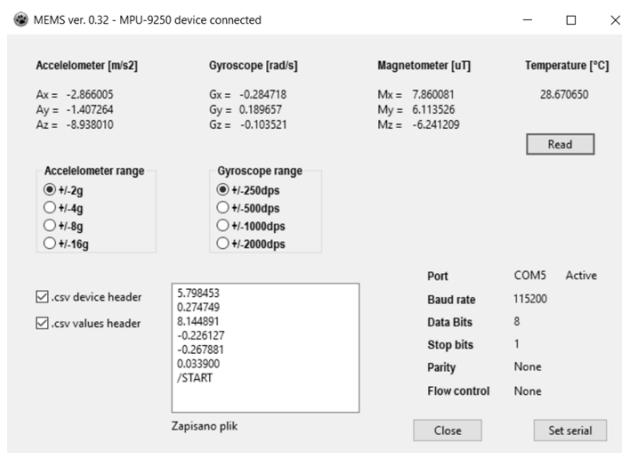 MEMS ver. 0.32 - MPU-9250 device connected
Accelelometer [m/s2] Gyroscope [rad/s] Magnetometer [uT] Temperature [°C]
Ax = -2.866005 Gx = -0.284718 Mx = 7.860081 28.670650
Ay = -1.407264 Gy = 0.189657 My = 6.113526
Az = -8.938010 Gz = -0.103521 Mz = -6.241209
Read
Accelelometer range Gyroscope range
+/-2g +/-250dps
+/-4g +/-500dps
+/-8g +/-1000dps
+/-16g +/-2000dps
.csv device header
.csv values header
5.798453
0.274749
8.144891
-0.226127
-0.267881
0.033900
/START
Zapisano plik
Port COM5 Active
Baud rate 115200
Data Bits 8
Stop bits 1
Parity None
Flow control None
Close Set serial